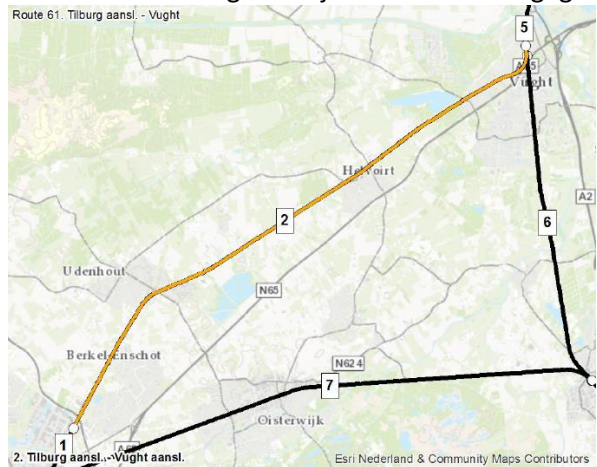 Route 61. Tilburg aansl. - Vught
5
Vught
Helvoirt
2
A2
6
Udenhout
N65
Berkel-Enschot
N624
7
Oisterwijk
1
2. Tilburg aansl. - Vught aansl.
Esri Nederland & Community Maps Contributors